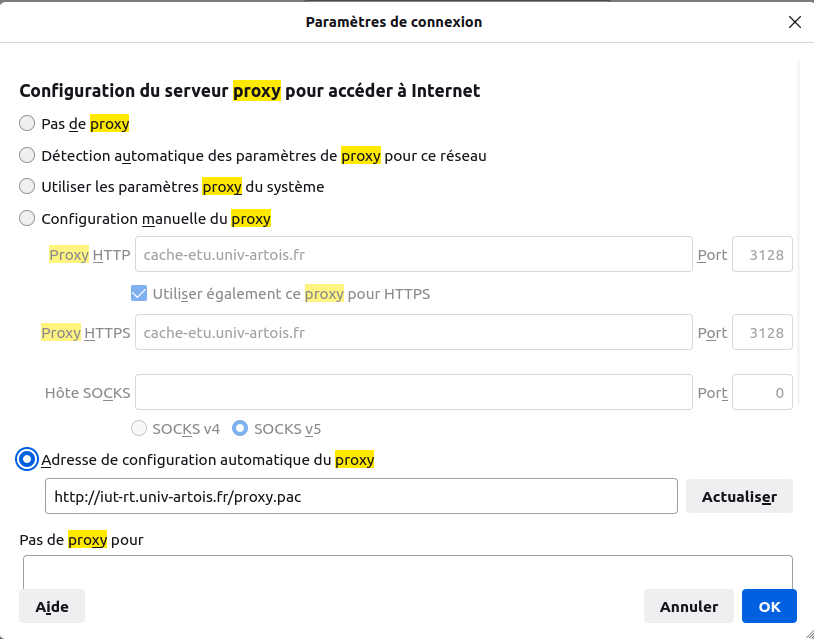 Paramètres de connexion
Configuration du serveur proxy pour accéder à Internet
Pas de proxy
Détection automatique des paramètres de proxy pour ce réseau
Utiliser les paramètres proxy du système
Configuration manuelle du proxy
Proxy HTTP cache-etu.univ-artois.fr Port 3128
Utiliser également ce proxy pour HTTPS
Proxy HTTPS cache-etu.univ-artois.fr Port 3128
Hôte SOCKS Port 0
SOCKS v4 SOCKS v5
Adresse de configuration automatique du proxy
http://iut-rt.univ-artois.fr/proxy.pac Actualiser
Pas de proxy pour
Aide Annuler OK